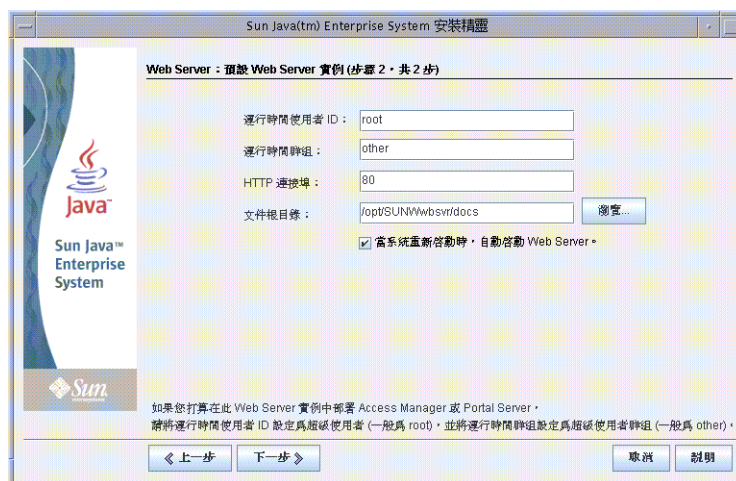 Sun Java(tm) Enterprise System 安裝精靈
Web Server：預設 Web Server 實例 (步驟 2，共 2 步)
運行時間使用者 ID： root
運行時間群組： other
HTTP 連接埠： 80
文件根目錄： /opt/SUNWwbsvr/docs 瀏覽...
當系統重新啓動時，自動啓動 Web Server。
Java™
Sun Java™
Enterprise
System
Sun
如果您打算在此 Web Server 實例中部署 Access Manager 或 Portal Server，
請將運行時間使用者 ID 設定爲超級使用者 (一般爲 root)，並將運行時間群組設定爲超級使用者群組 (一般爲 other)，
上一步 下一步 取消 說明